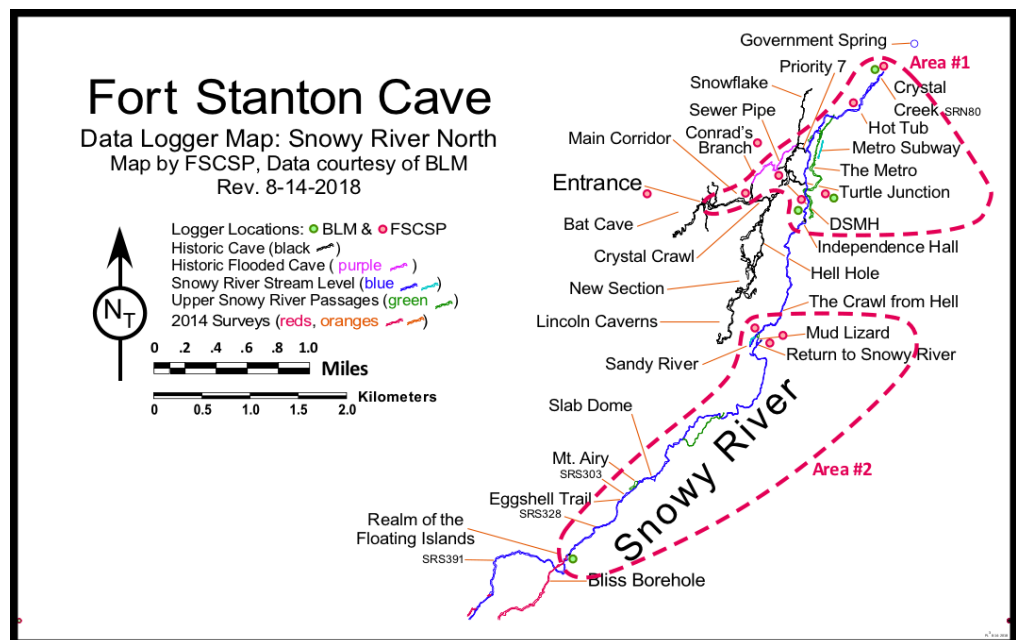 Fort Stanton Cave
Data Logger Map: Snowy River North
Map by FSCSP, Data courtesy of BLM
Rev. 8-14-2018
Logger Locations: BLM & FSCSP
Historic Cave (black )
Historic Flooded Cave ( purple )
Snowy River Stream Level (blue )
Upper Snowy River Passages (green )
2014 Surveys (reds, oranges )
NT
0 .2 .4 .6 .8 1.0
Miles
Kilometers
0 0.5 1.0 1.5 2.0
Government Spring
Area #1
Priority 7
Snowflake
Crystal
Creek SRN80
Sewer Pipe
Hot Tub
Main Corridor
Conrad's
Branch
Metro Subway
The Metro
Entrance
Turtle Junction
Bat Cave
DSMH
Independence Hall
Crystal Crawl
Hell Hole
New Section
The Crawl from Hell
Lincoln Caverns
Mud Lizard
Return to Snowy River
Sandy River
Slab Dome
Snowy River
Area #2
Mt. Airy
SRS303
Eggshell Trail
SRS328
Realm of the
Floating Islands
SRS391
Bliss Borehole